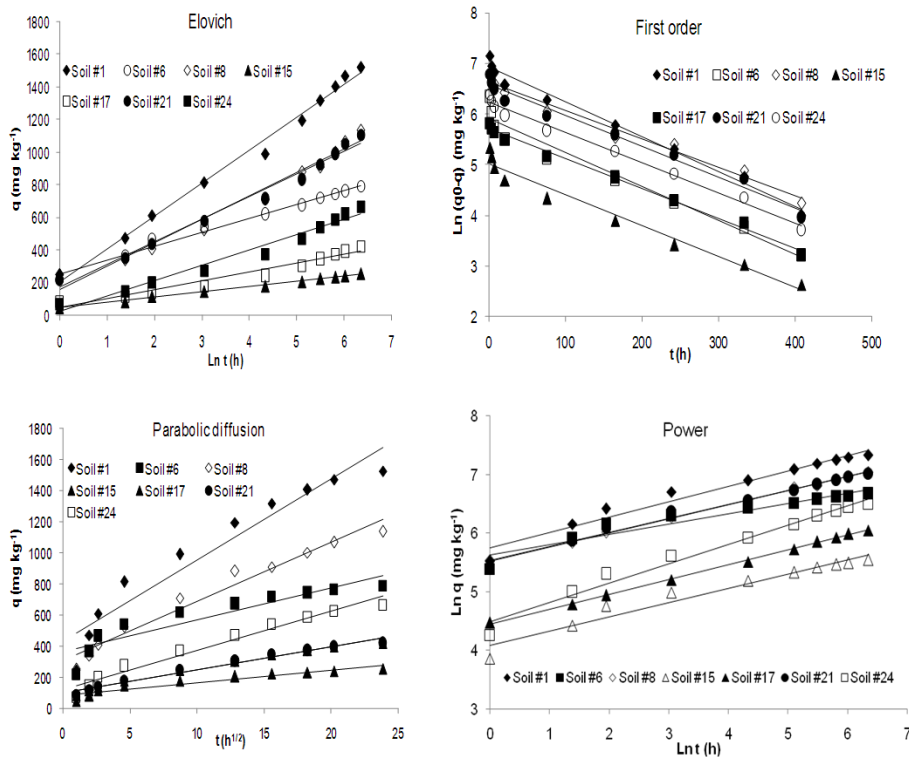 Elovich
1800
1600
1400
1200
1000
800
600
400
200
0
q (mg kg-1)
Soil #1 Soil #6 Soil #8 Soil #15
Soil #17 Soil #21 Soil #24
0 1 2 3 4 5 6 7
Ln t (h)
First order
8
7
6
5
4
3
2
Ln (q0-q) (mg kg-1)
Soil #1 Soil #6 Soil #8 Soil #15
Soil #17 Soil #21 Soil #24
0 100 200 300 400 500
t (h)
Parabolic diffusion
1800
1600
1400
1200
1000
800
600
400
200
0
q (mg kg-1)
Soil #1 Soil #6 Soil #8
Soil #15 Soil #17 Soil #21
Soil #24
0 5 10 15 20 25
t (h1/2)
Power
8
7
6
5
4
3
Ln q (mg kg-1)
Soil #1 Soil #6 Soil #8 Soil #15 Soil #17 Soil #21 Soil #24
0 1 2 3 4 5 6 7
Ln t (h)